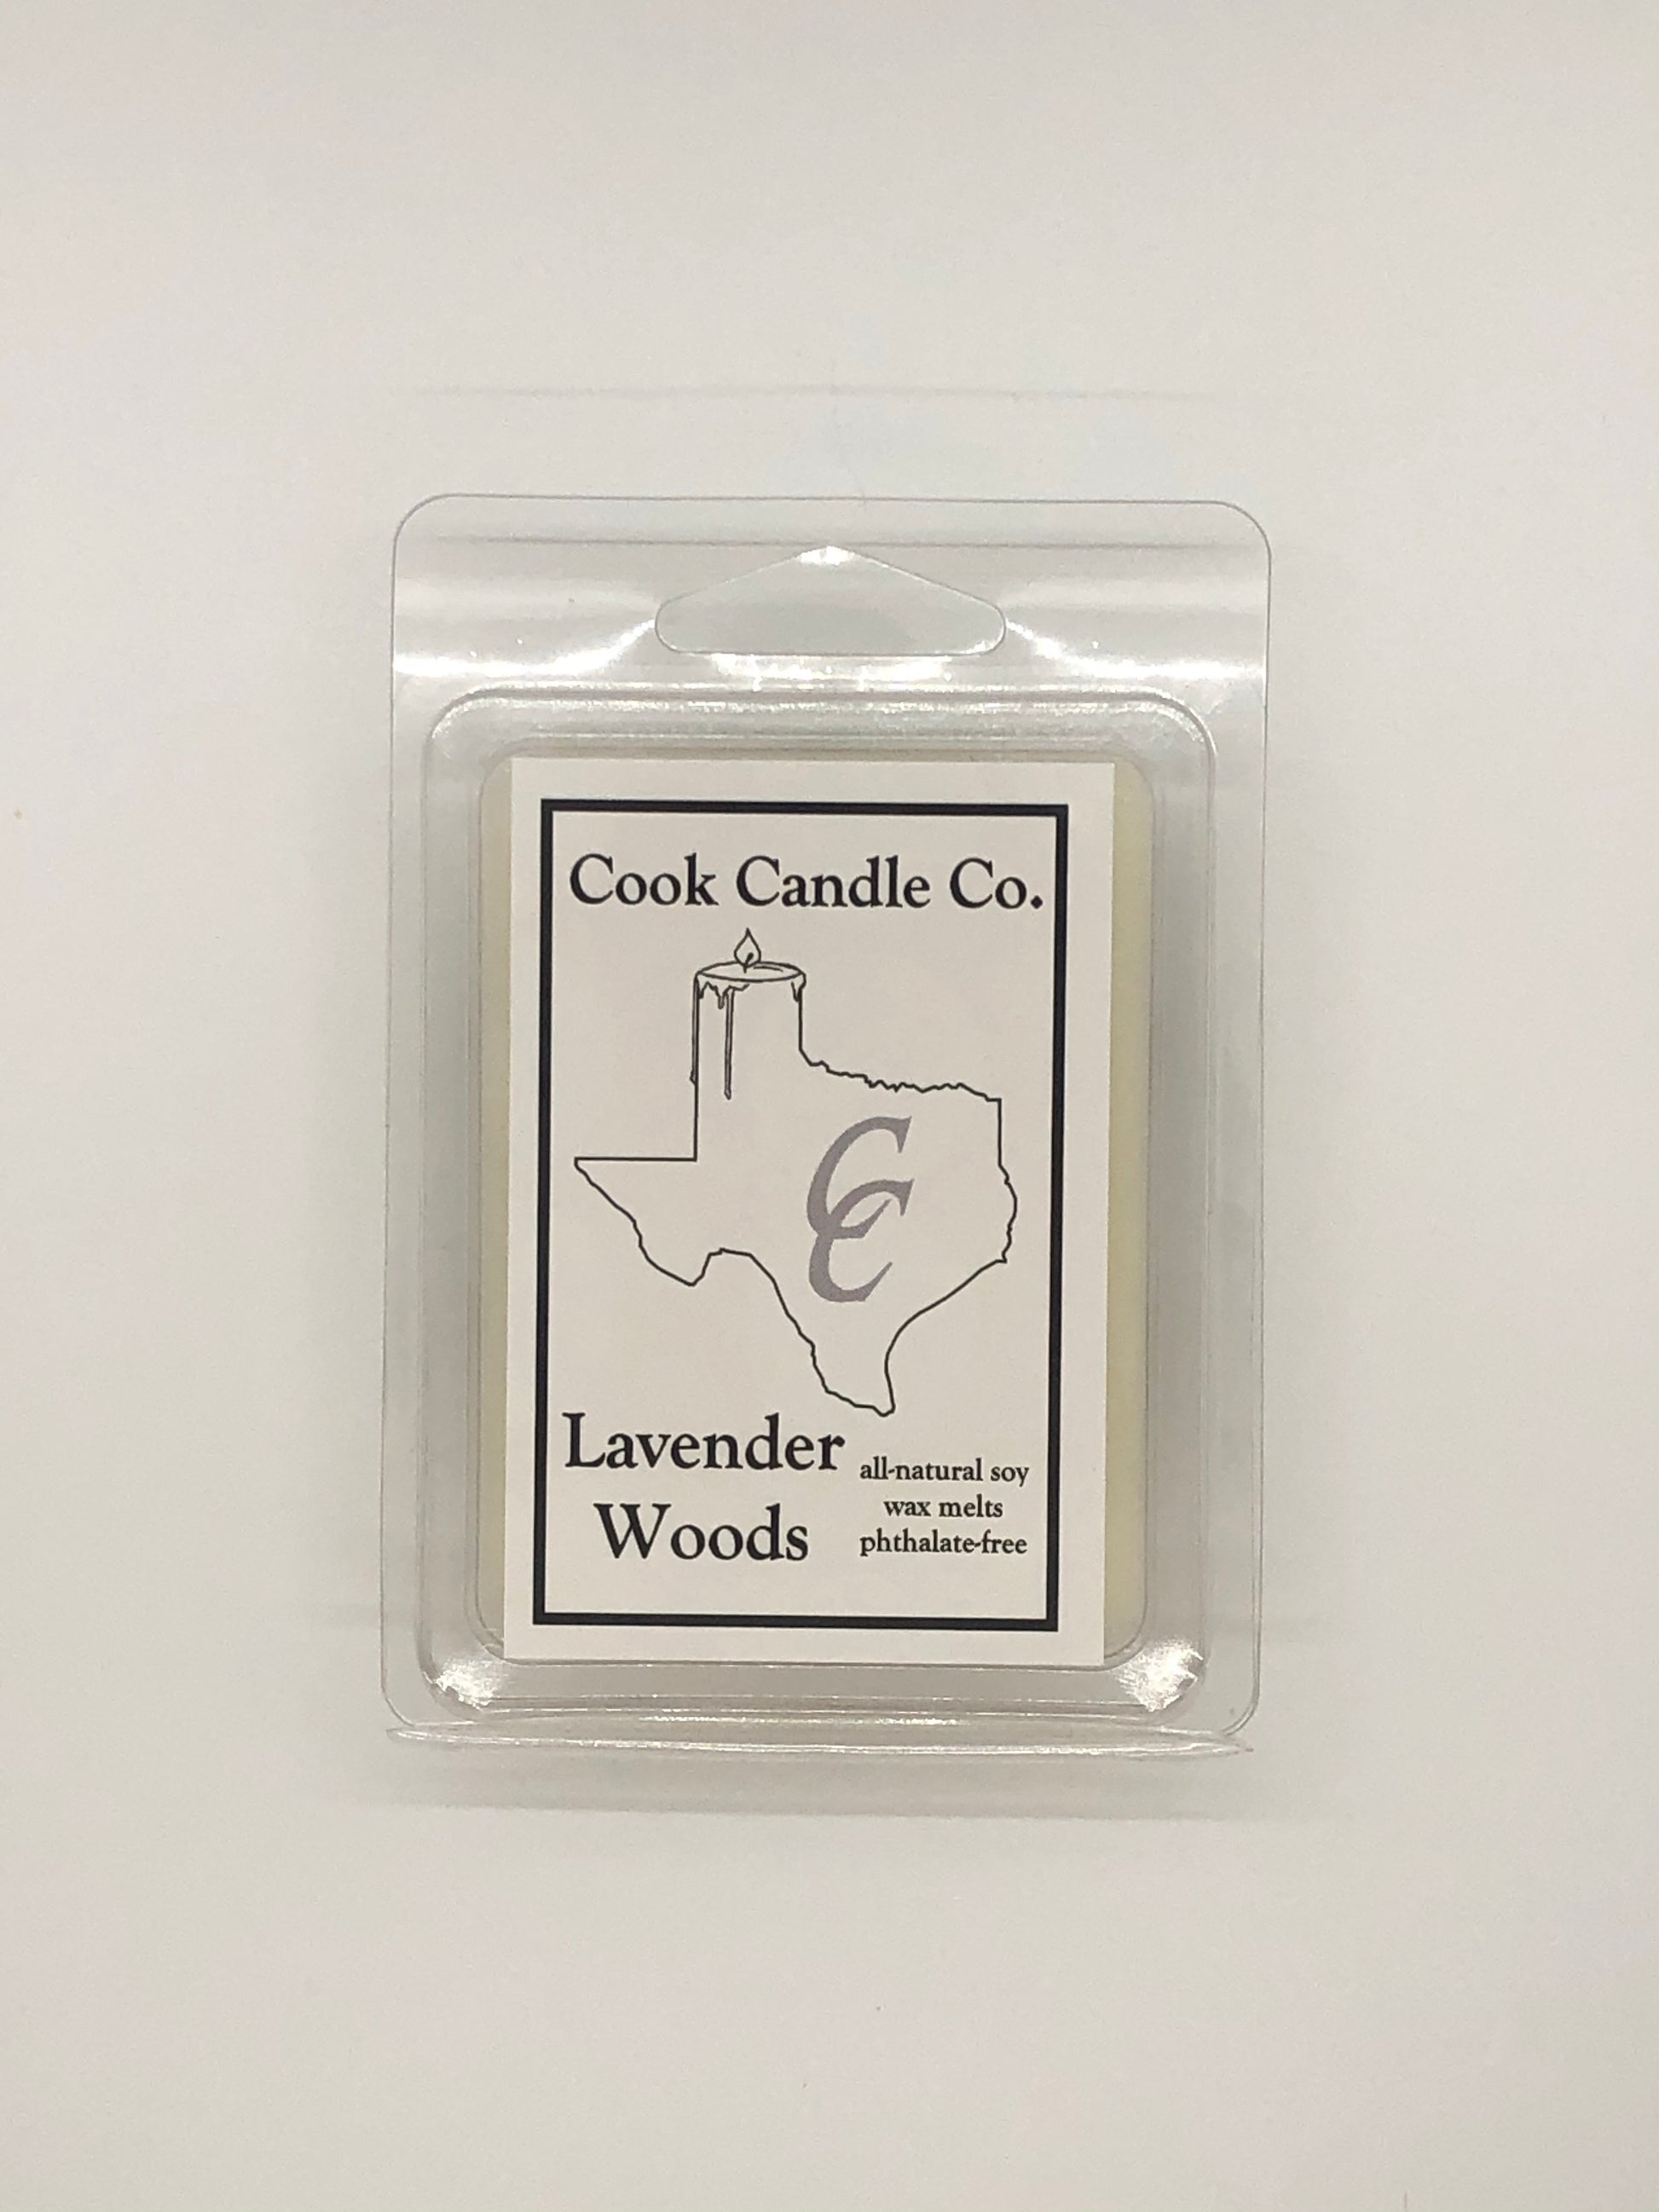 Cook Candle Co.
CC
Lavender
Woods
all-natural soy
wax melts
phthalate-free